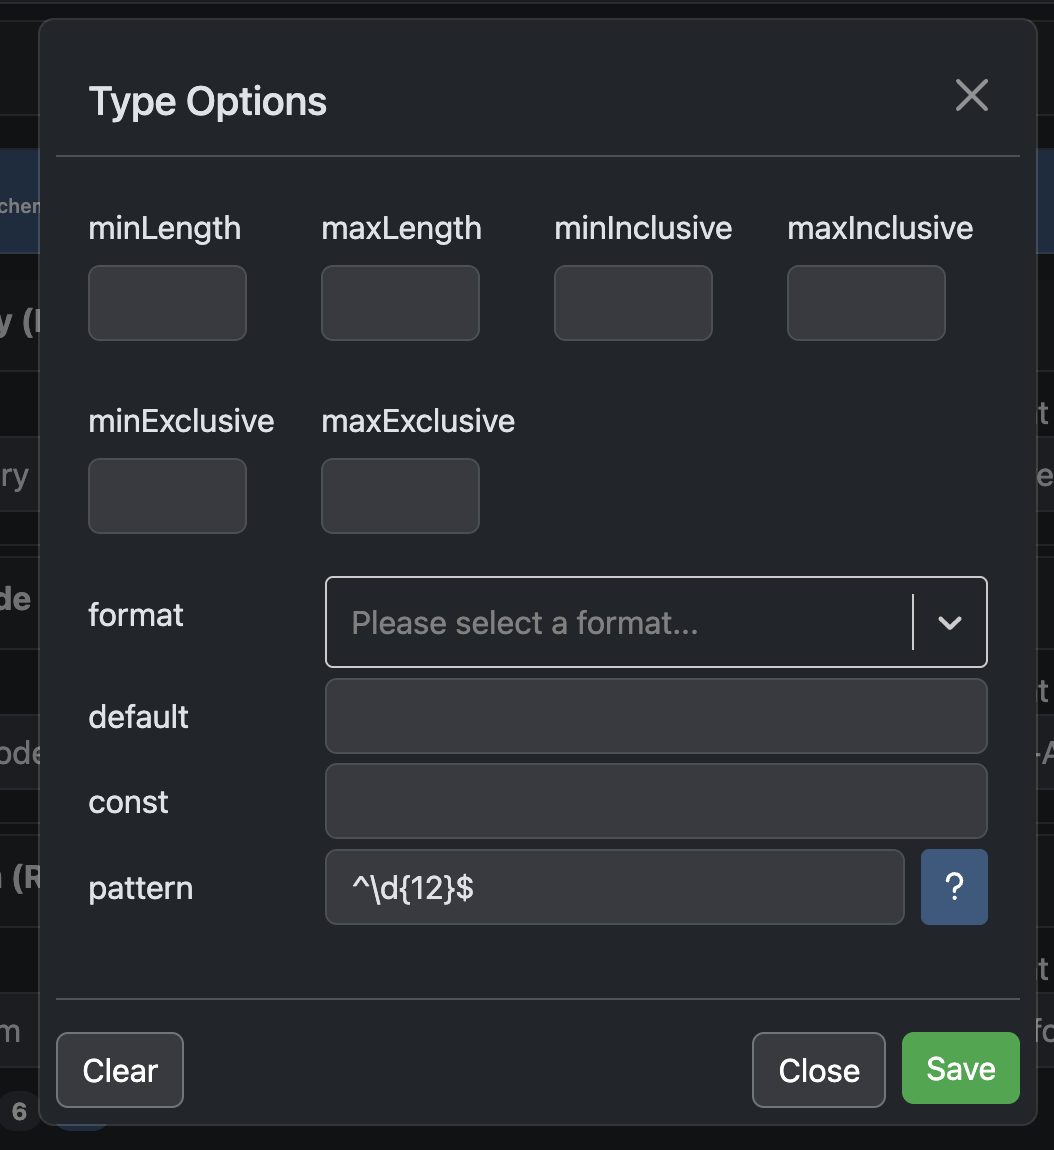 Type Options
minLength maxLength minInclusive maxInclusive
minExclusive maxExclusive
format Please select a format...
default
const
pattern ^\d{12}$ ?
Clear Close Save
6